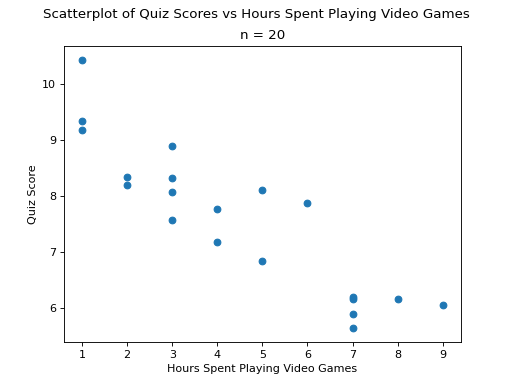 Scatterplot of Quiz Scores vs Hours Spent Playing Video Games
n = 20
10
9
8
7
6
Quiz Score
1 2 3 4 5 6 7 8 9
Hours Spent Playing Video Games